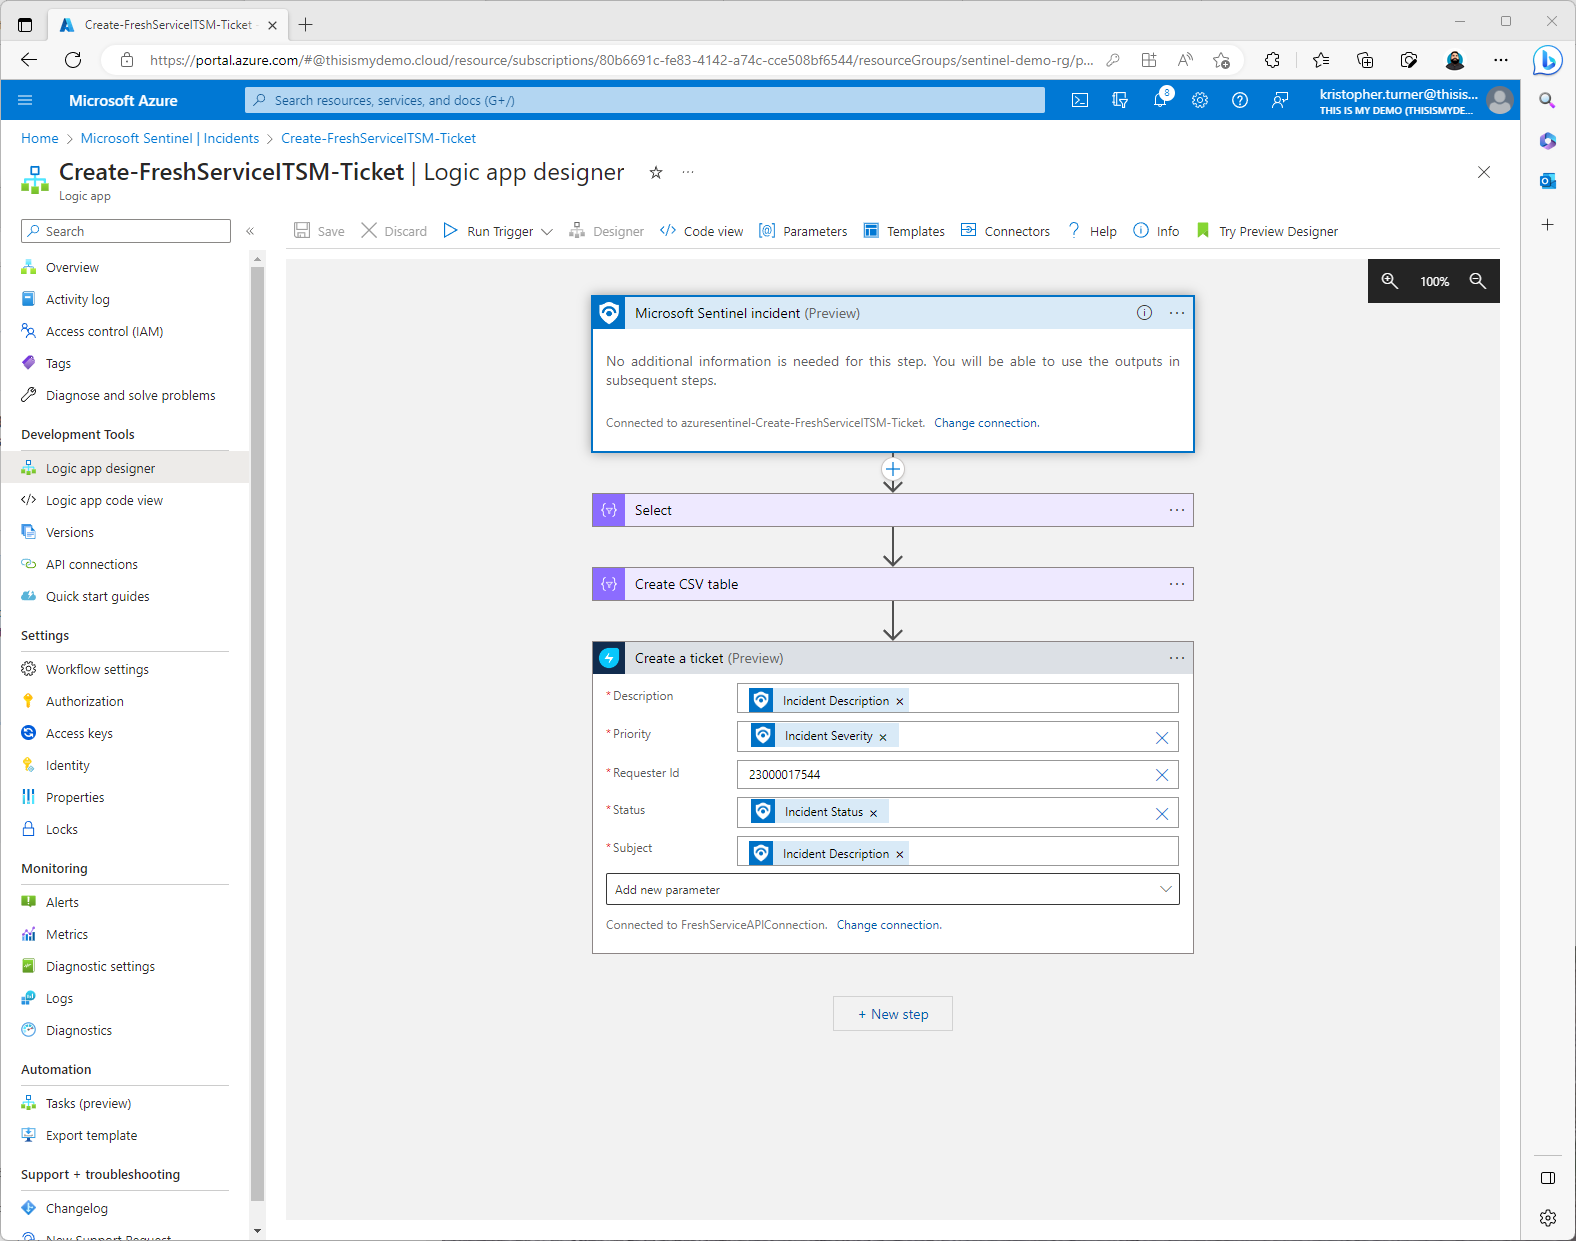 Create-FreshServiceITSM-Ticket
https://portal.azure.com/#@thisismydemo.cloud/resource/subscriptions/80b6691c-fe83-4142-a74c-cce508bf6544/resourceGroups/sentinel-demo-rg/p...
Microsoft Azure
Search resources, services, and docs (G+/)
8
kristopher.turner@thisis...
THIS IS MY DEMO (THISISMYDE...
Home > Microsoft Sentinel | Incidents > Create-FreshServiceITSM-Ticket
Create-FreshServiceITSM-Ticket | Logic app designer
Logic app
Search
Save
Discard
Run Trigger
Designer
Code view
Parameters
Templates
Connectors
Help
Info
Try Preview Designer
Overview
Activity log
Access control (IAM)
Tags
Diagnose and solve problems
Development Tools
Logic app designer
Logic app code view
Versions
API connections
Quick start guides
Settings
Workflow settings
Authorization
Access keys
Identity
Properties
Locks
Monitoring
Alerts
Metrics
Diagnostic settings
Logs
Diagnostics
Automation
Tasks (preview)
Export template
Support + troubleshooting
Changelog
New Support Request
100%
Microsoft Sentinel incident (Preview)
No additional information is needed for this step. You will be able to use the outputs in
subsequent steps.
Connected to azuresentinel-Create-FreshServiceITSM-Ticket. Change connection.
Select
Create CSV table
Create a ticket (Preview)
* Description
Incident Description
* Priority
Incident Severity
* Requester Id
23000017544
* Status
Incident Status
* Subject
Incident Description
Add new parameter
Connected to FreshServiceAPIConnection. Change connection.
+ New step